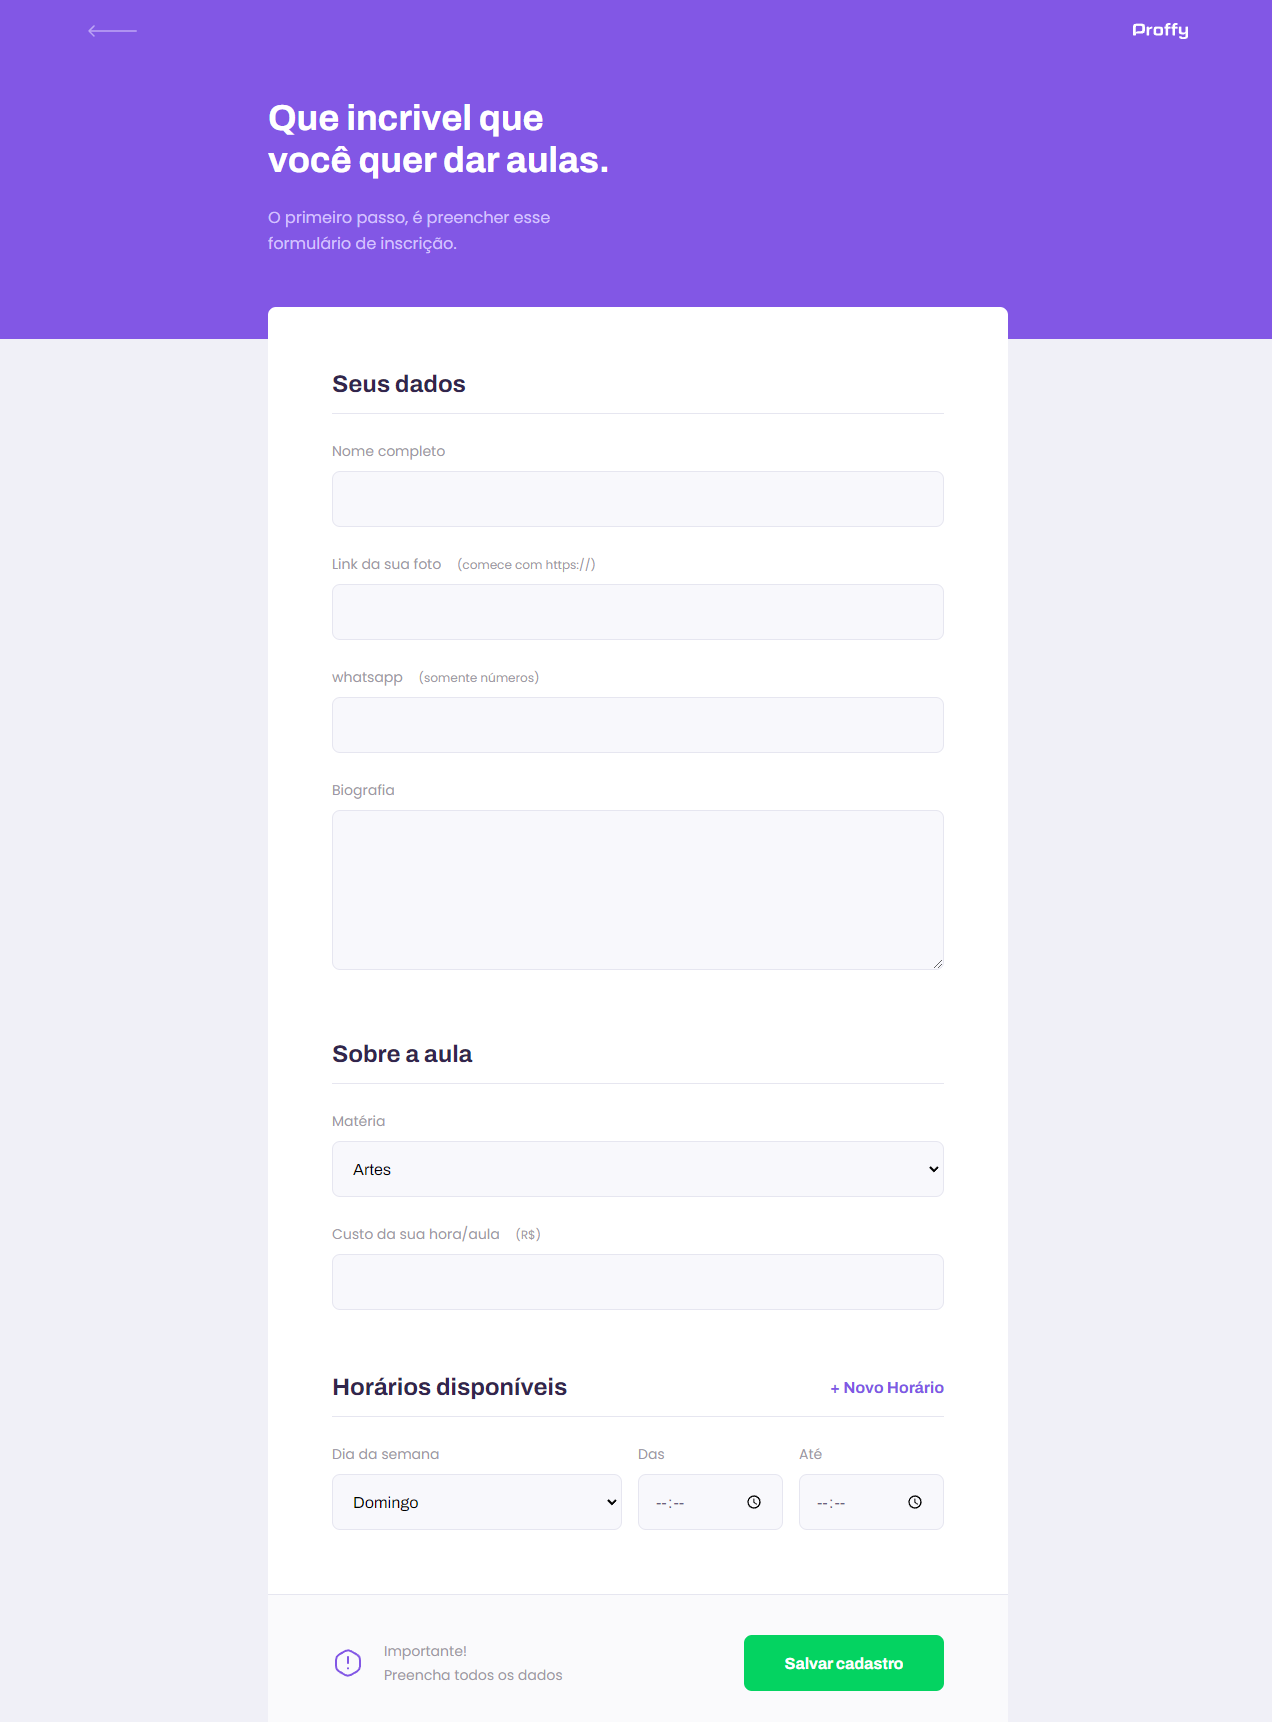 Proffy
Que incrivel que
você quer dar aulas.
O primeiro passo, é preencher esse
formulário de inscrição.
Seus dados
Nome completo
Link da sua foto (comece com https://)
whatsapp (somente números)
Biografia
Sobre a aula
Matéria
Artes
Custo da sua hora/aula (R$)
Horários disponíveis + Novo Horário
Dia da semana Das Até
Domingo --:-- --:--
Importante!
Preencha todos os dados
Salvar cadastro